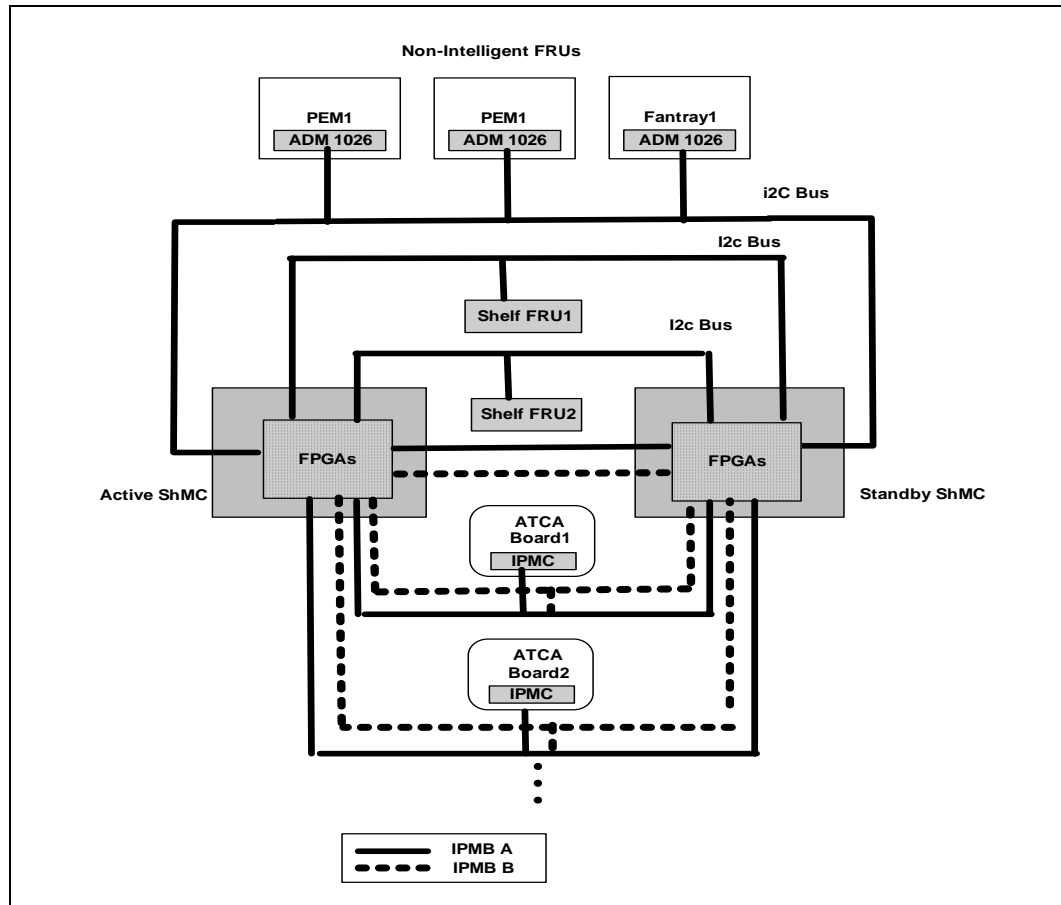 Non-Intelligent FRUs
PEM1
ADM 1026
PEM1
ADM 1026
Fantray1
ADM 1026
i2C Bus
I2c Bus
Shelf FRU1
I2c Bus
Shelf FRU2
FPGAs
FPGAs
Active ShMC
Standby ShMC
ATCA
Board1
IPMC
ATCA
Board2
IPMC
IPMB A
IPMB B